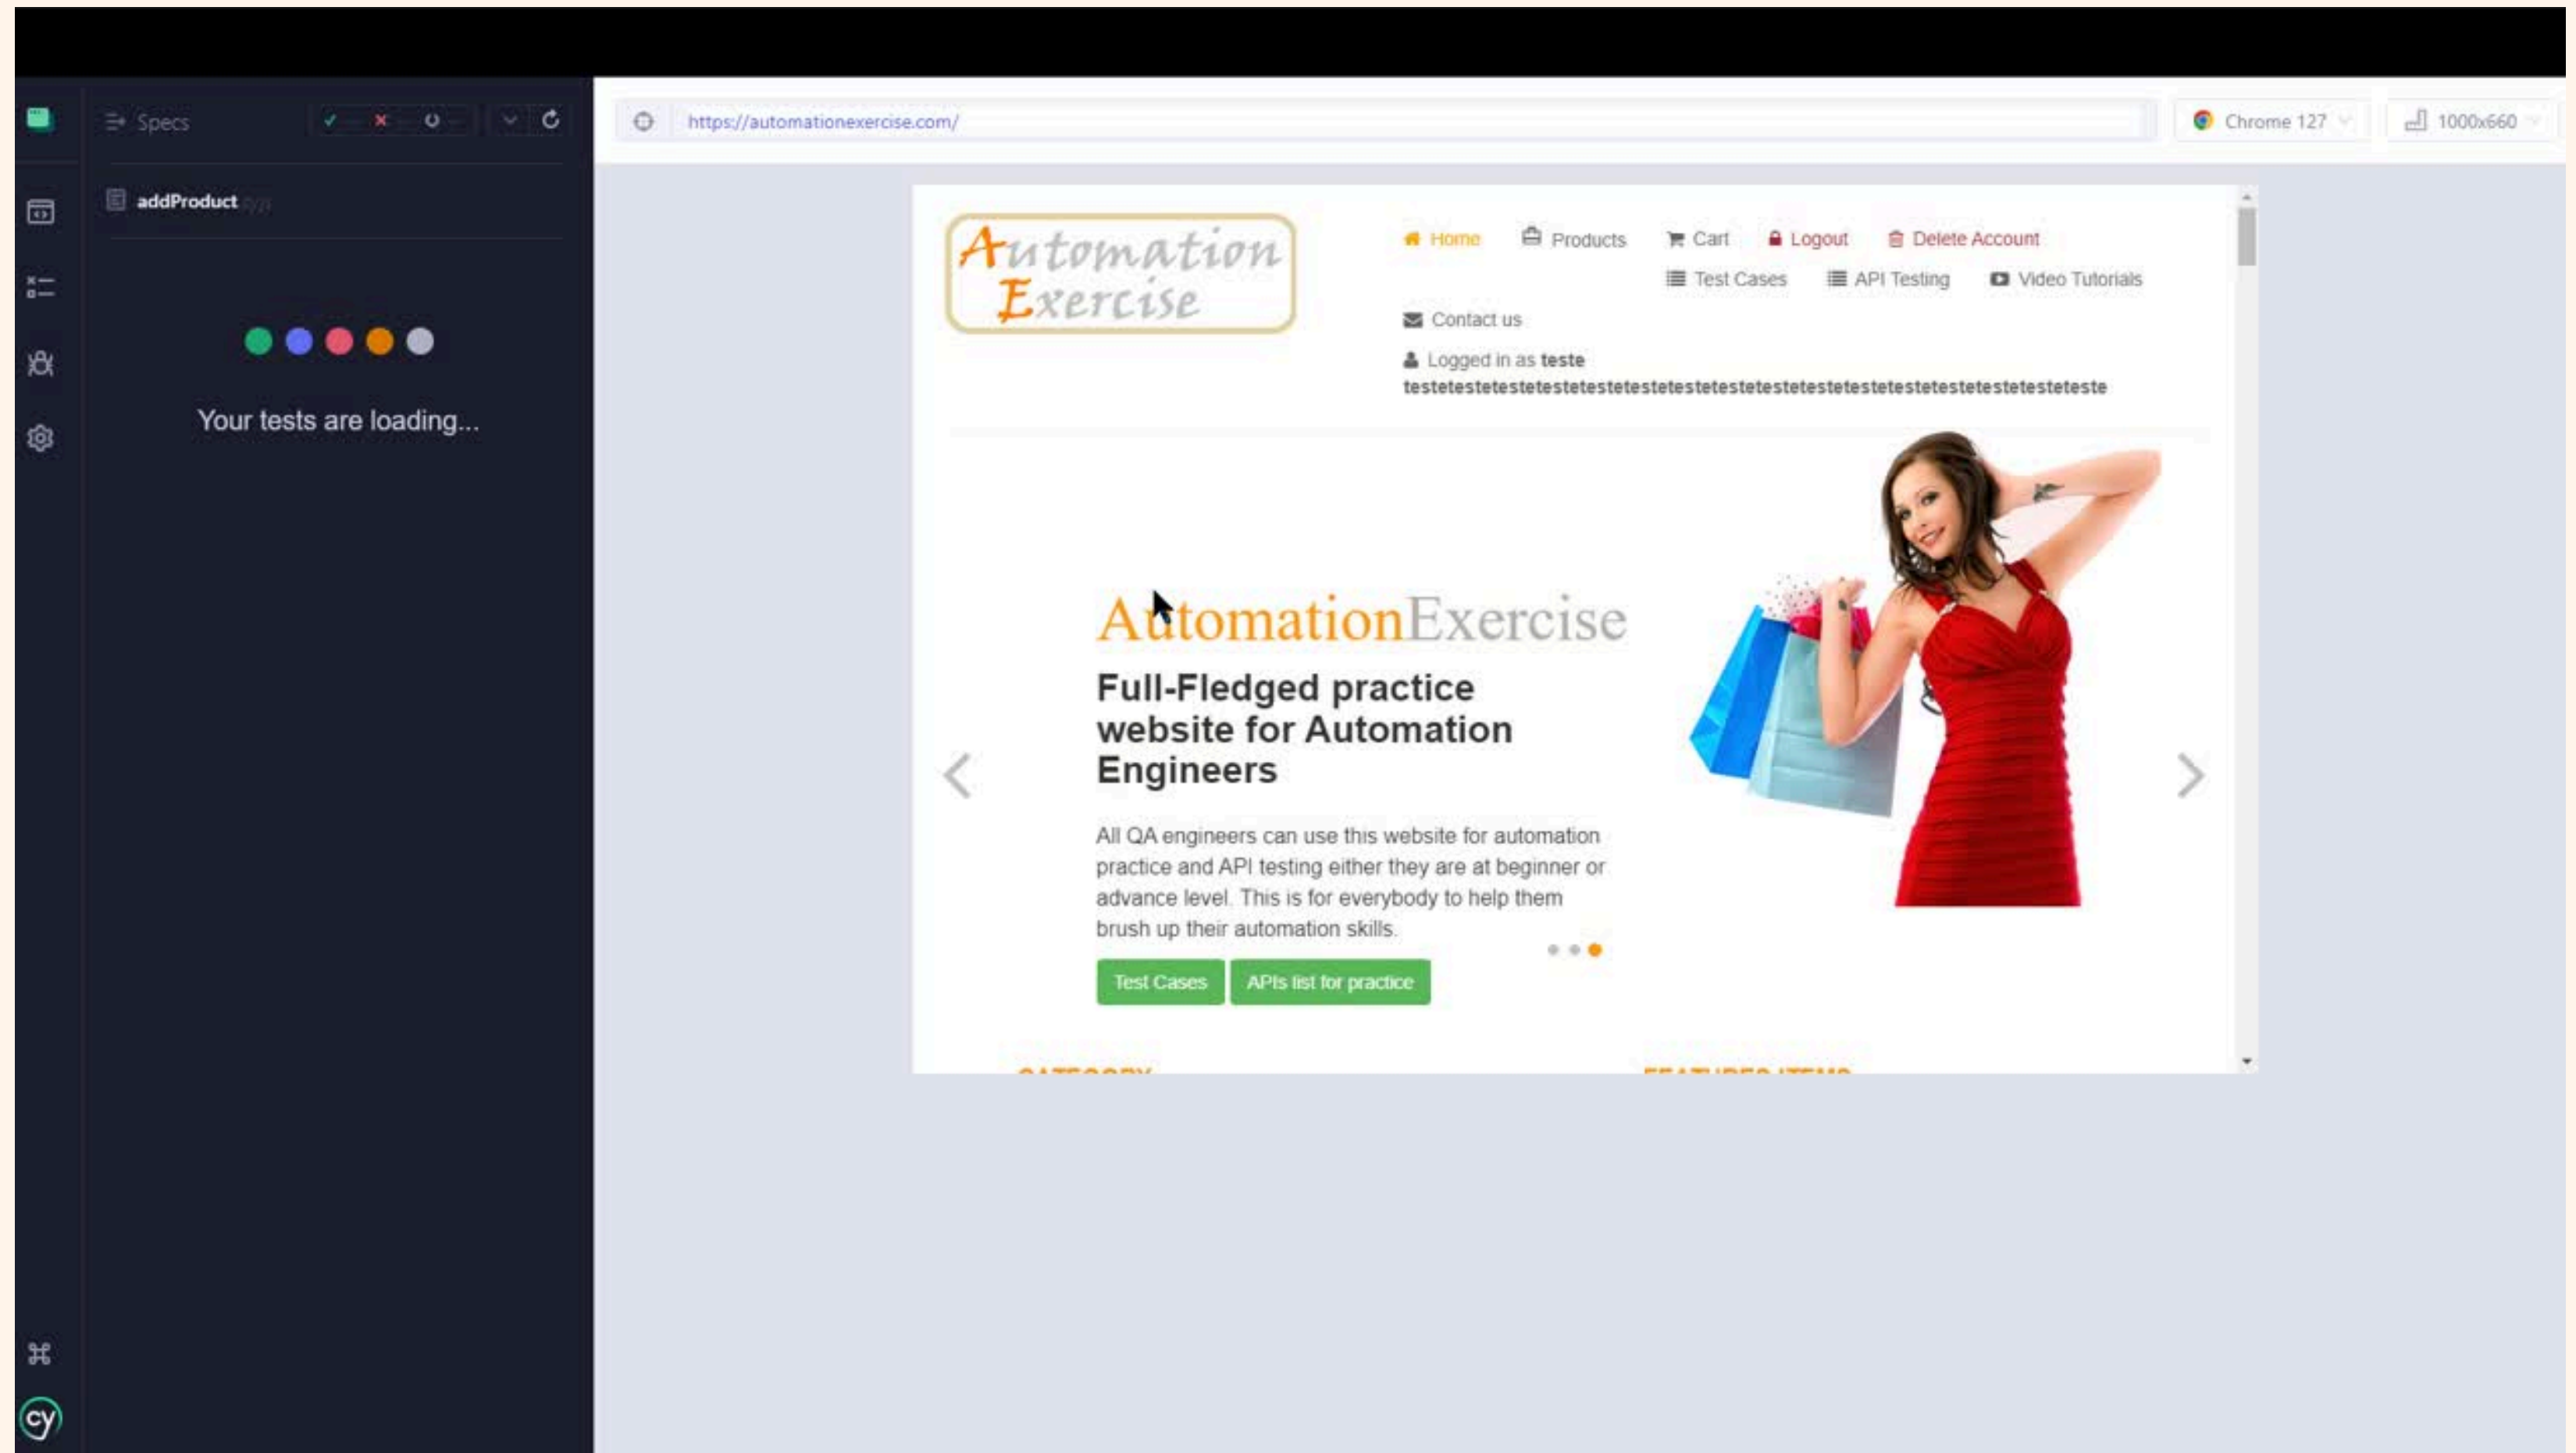 Specs
https://automationexercise.com/
Chrome 127
1000x660
addProduct
Your tests are loading...
Automation
Exercise
Home
Products
Cart
Logout
Delete Account
Test Cases
API Testing
Video Tutorials
Contact us
Logged in as teste
AutomationExercise
Full-Fledged practice
website for Automation
Engineers
All QA engineers can use this website for automation
practice and API testing either they are at beginner or
advance level. This is for everybody to help them
brush up their automation skills.
Test Cases
APIs list for practice
CATEGORY
FEATURES ITEMS
cy